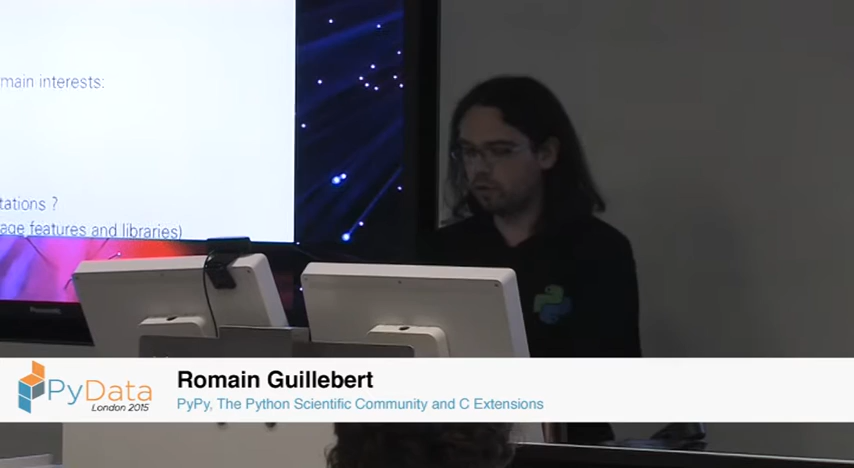 main interests:
tations ?
age features and libraries)
Panasonic
PyData
London 2015
Romain Guillebert
PyPy, The Python Scientific Community and C Extensions